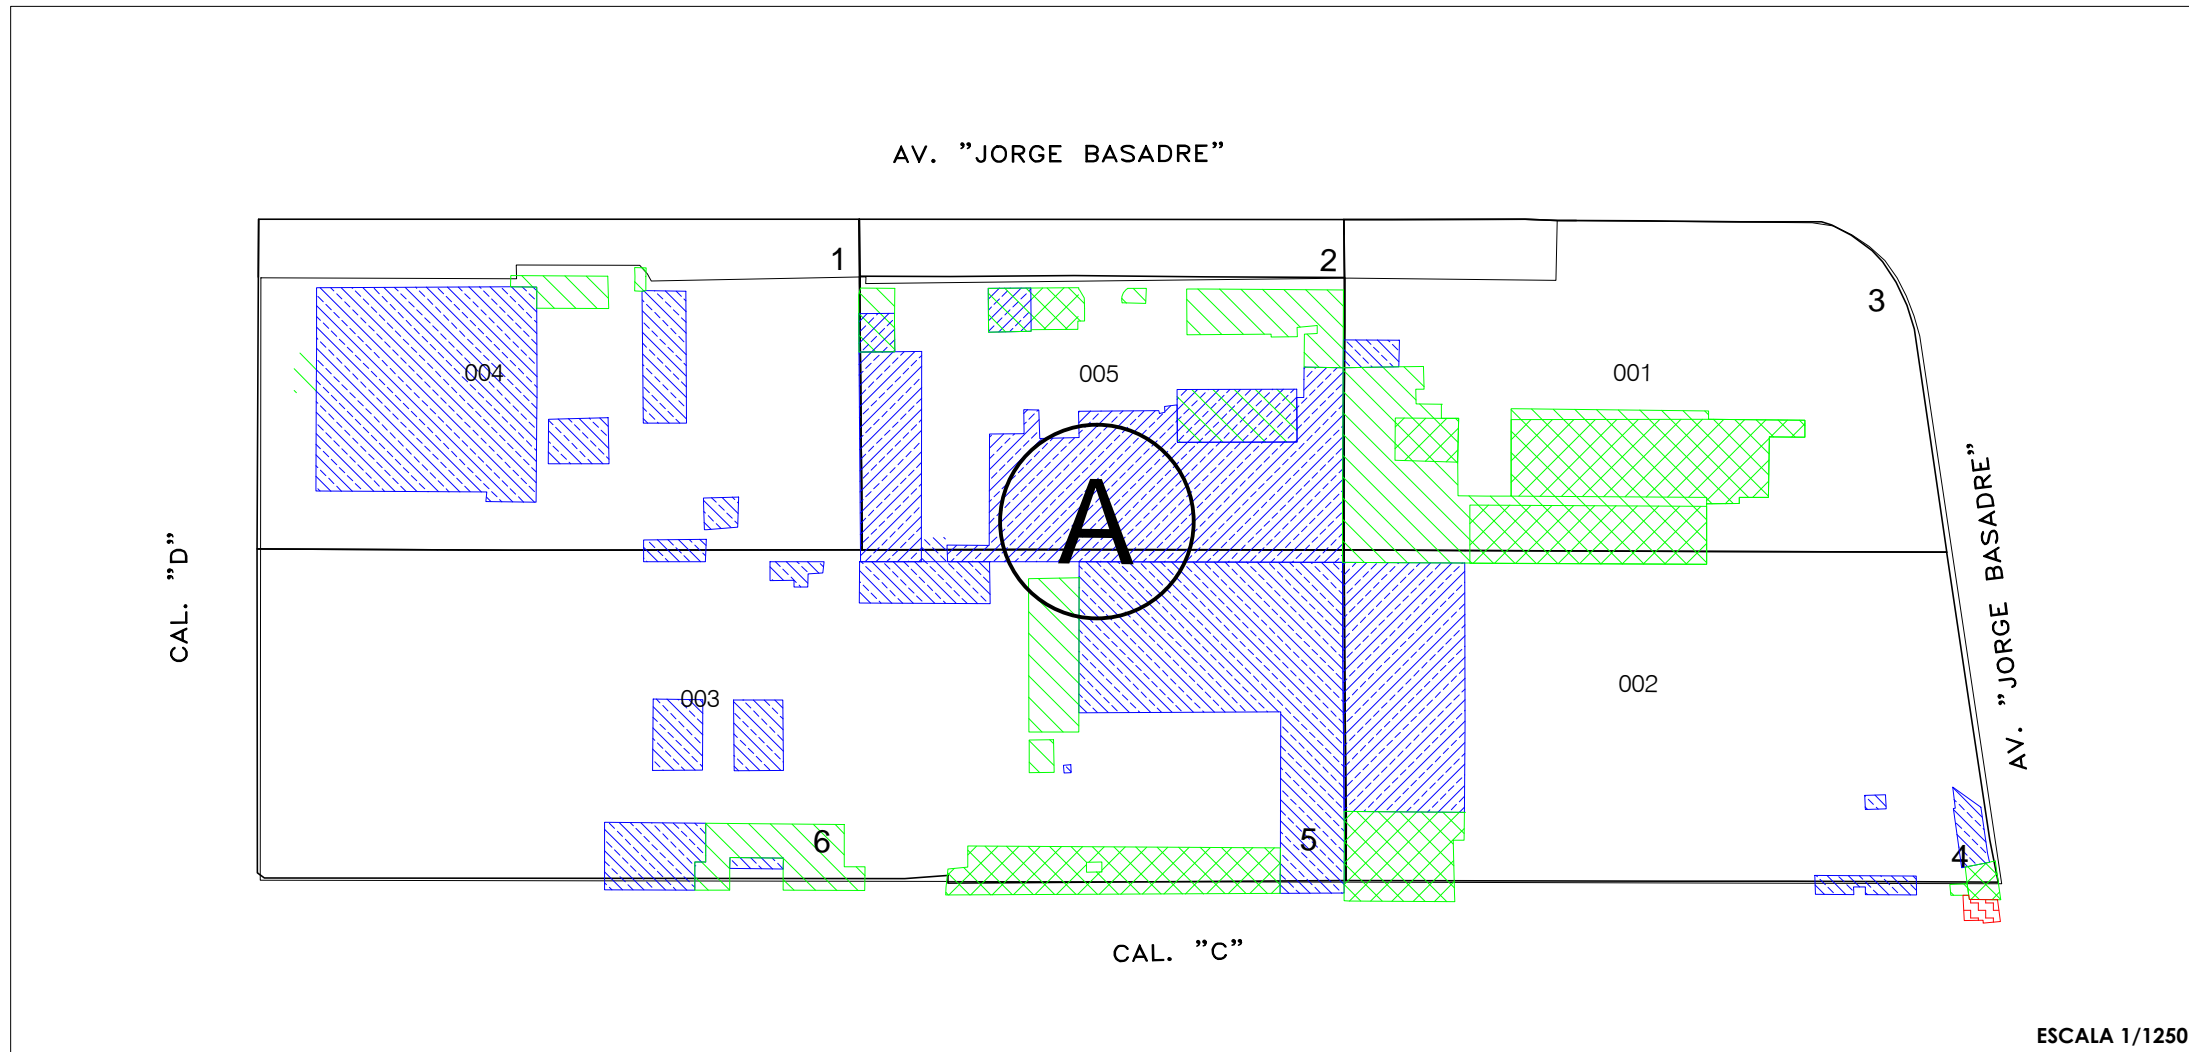 AV. ”JORGE BASADRE”
1
2
3
004
005
001
A
CAL. ”D”
AV. ”JORGE BASADRE”
003
002
6
5
4
CAL. ”C”
ESCALA 1/1250